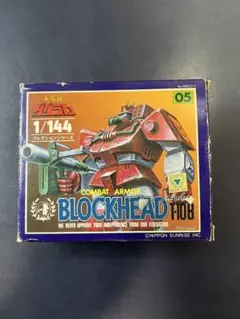 05
1/144
コレクションシリーズ
COMBAT ARMOR
BLOCKHEAD F10B
WE NEVER APPROVE YOUR INDEPENDENCE FROM OUR FEDERATION.
©NIPPON SUNRISE INC.